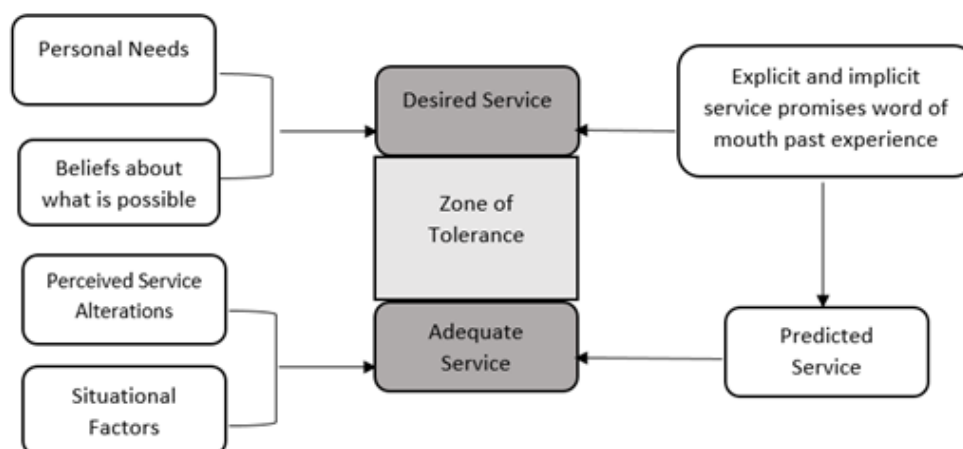 Personal Needs
Beliefs about
what is possible
Perceived Service
Alterations
Situational
Factors
Desired Service
Zone of
Tolerance
Adequate
Service
Explicit and implicit
service promises word of
mouth past experience
Predicted
Service